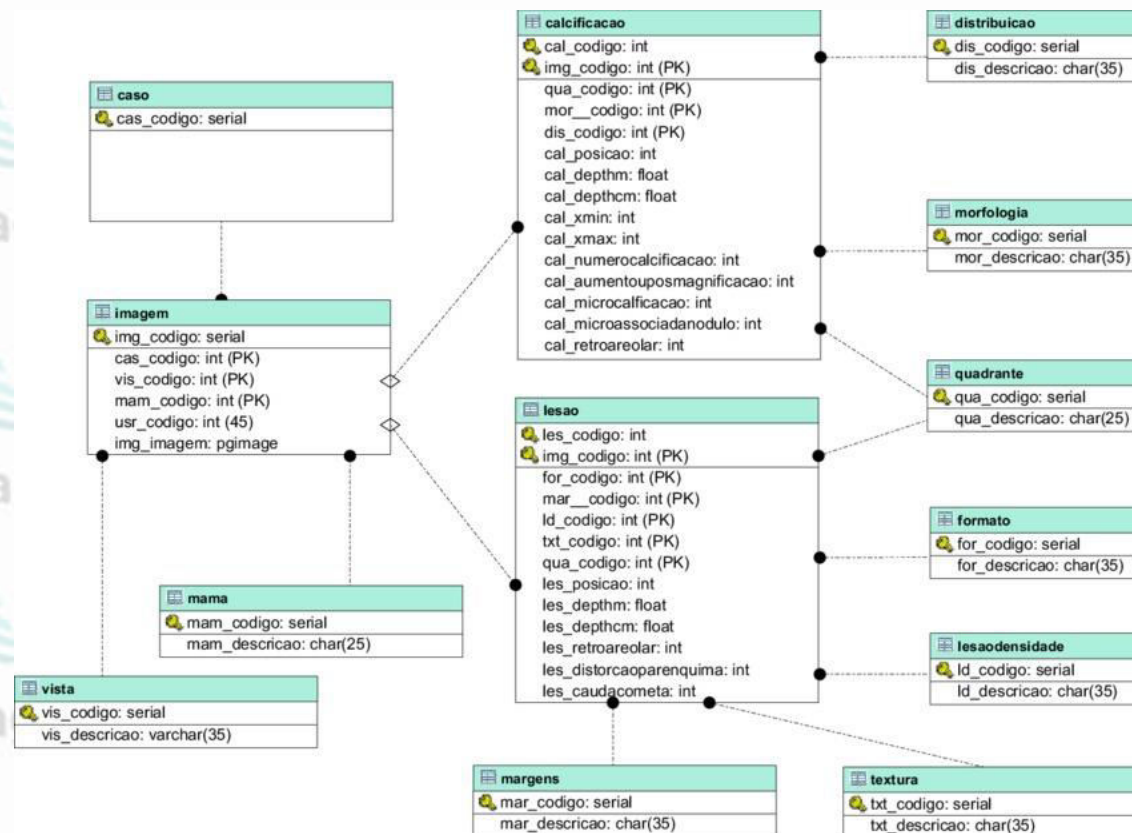 caso
cas_codigo: serial
imagem
img_codigo: serial
cas_codigo: int (PK)
vis_codigo: int (PK)
mam_codigo: int (PK)
usr_codigo: int (45)
img_imagem: pgimage
mama
mam_codigo: serial
mam_descricao: char(25)
vista
vis_codigo: serial
vis_descricao: varchar(35)
calcificacao
cal_codigo: int
img_codigo: int (PK)
qua_codigo: int (PK)
mor__codigo: int (PK)
dis_codigo: int (PK)
cal_posicao: int
cal_depthm: float
cal_depthcm: float
cal_xmin: int
cal_xmax: int
cal_numerocalcificacao: int
cal_aumentouposmagnificacao: int
cal_microcalficacao: int
cal_microassociadanodulo: int
cal_retroareolar: int
lesao
les_codigo: int
img_codigo: int (PK)
for_codigo: int (PK)
mar__codigo: int (PK)
ld_codigo: int (PK)
txt_codigo: int (PK)
qua_codigo: int (PK)
les_posicao: int
les_depthm: float
les_depthcm: float
les_retroareolar: int
les_distorcaoparenquima: int
les_caudacometa: int
margens
mar_codigo: serial
mar_descricao: char(35)
distribuicao
dis_codigo: serial
dis_descricao: char(35)
morfologia
mor_codigo: serial
mor_descricao: char(35)
quadrante
qua_codigo: serial
qua_descricao: char(25)
formato
for_codigo: serial
for_descricao: char(35)
lesaodensidade
ld_codigo: serial
ld_descricao: char(35)
textura
txt_codigo: serial
txt_descricao: char(35)